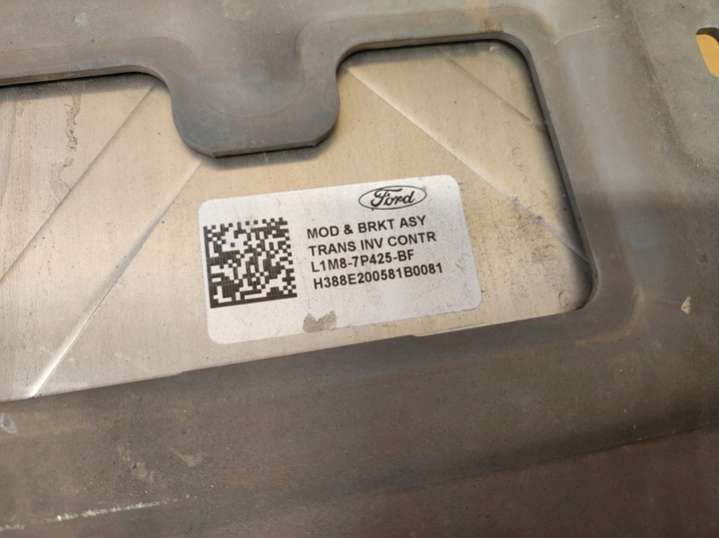 Ford
MOD & BRKT ASY
TRANS INV CONTR
L1M8-7P425-BF
H388E200581B0081